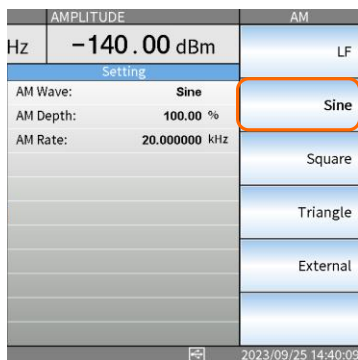 AMPLITUDE
AM
Hz
−140.00 dBm
LF
Setting
AM Wave: Sine
AM Depth: 100.00 %
AM Rate: 20.000000 kHz
Sine
Square
Triangle
External
2023/09/25 14:40:09